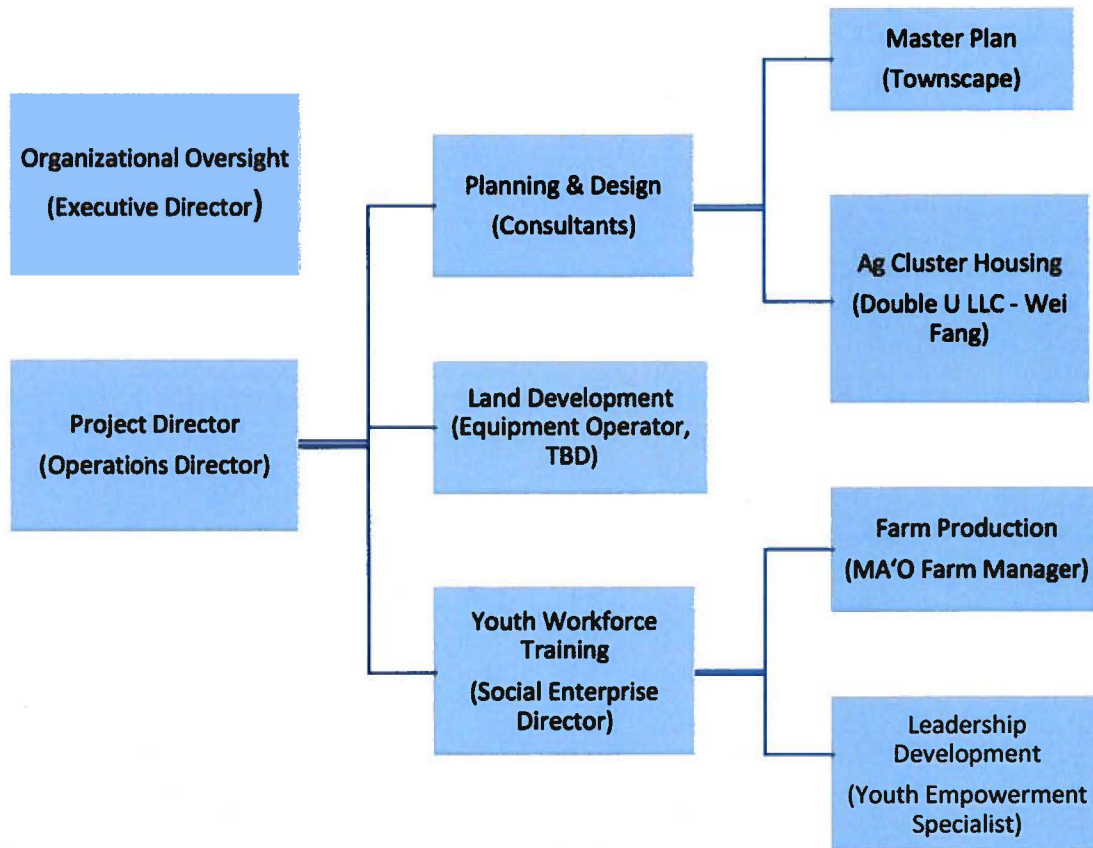 Organizational Oversight
(Executive Director)
Project Director
(Operations Director)
Planning & Design
(Consultants)
Land Development
(Equipment Operator,
TBD)
Youth Workforce
Training
(Social Enterprise
Director)
Master Plan
(Townscape)
Ag Cluster Housing
(Double U LLC - Wei
Fang)
Farm Production
(MA‘O Farm Manager)
Leadership
Development
(Youth Empowerment
Specialist)